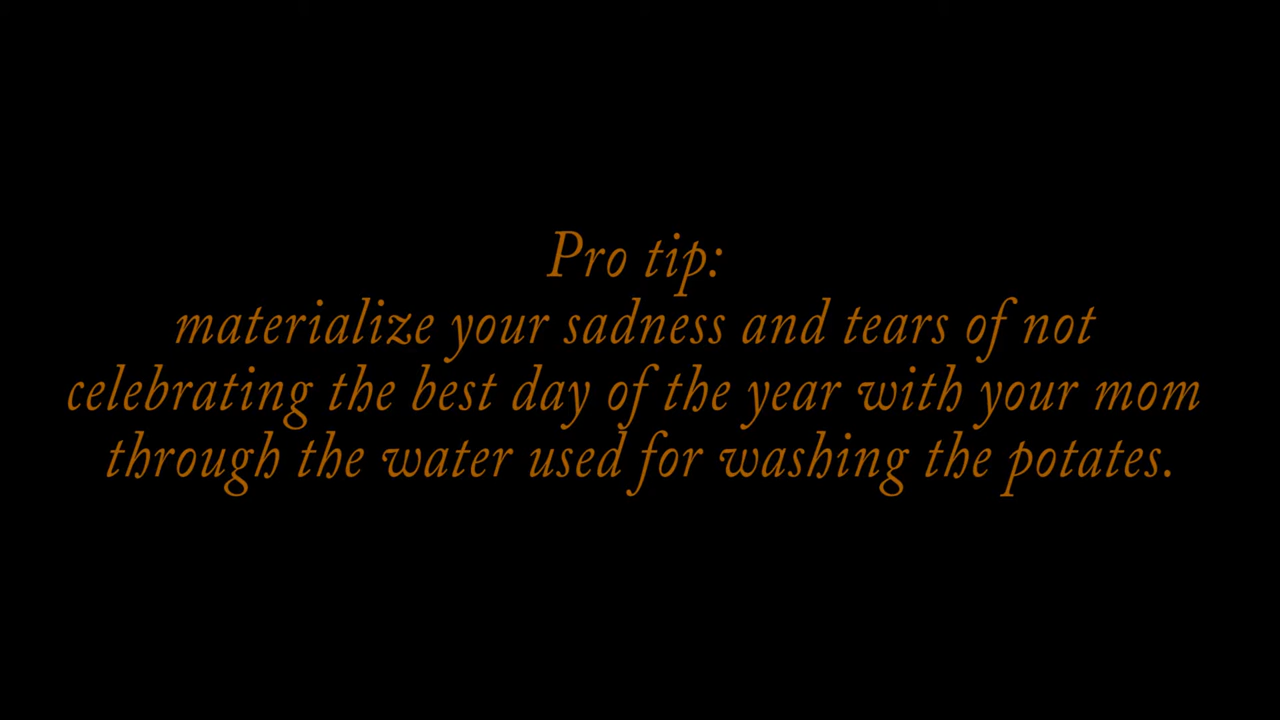 Pro tip:
materialize your sadness and tears of not
celebrating the best day of the year with your mom
through the water used for washing the potates.